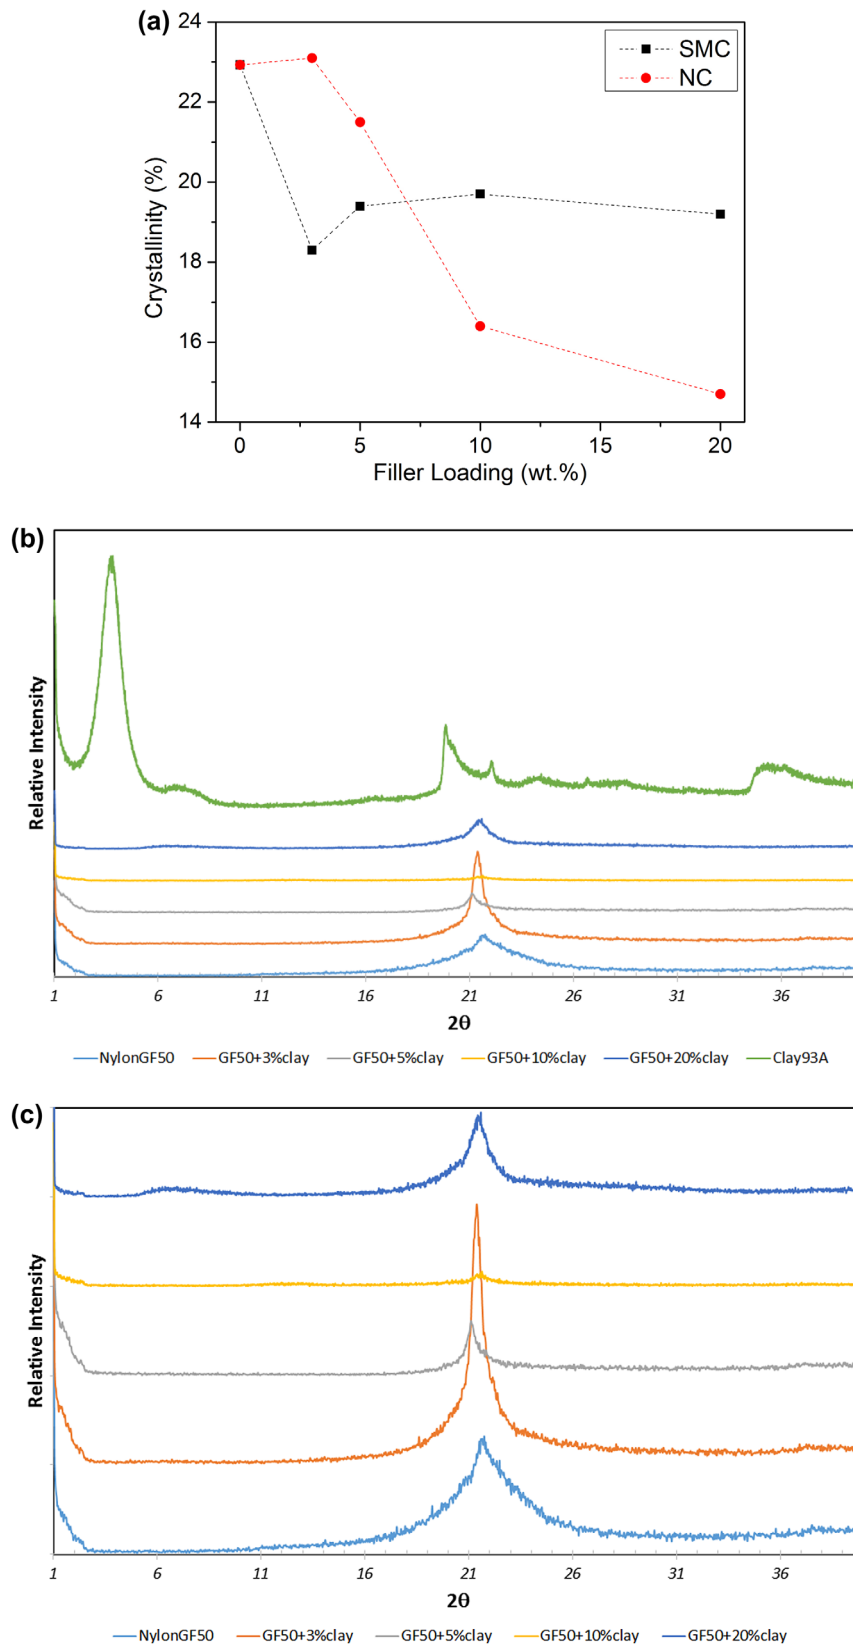 (a)
24
22
20
18
16
14
Crystallinity (%)
SMC
NC
0 5 10 15 20
Filler Loading (wt.%)
(b)
Relative Intensity
1 6 11 16 21 26 31 36
2θ
NylonGF50 GF50+3%clay GF50+5%clay GF50+10%clay GF50+20%clay Clay93A
(c)
Relative Intensity
1 6 11 16 21 26 31 36
2θ
NylonGF50 GF50+3%clay GF50+5%clay GF50+10%clay GF50+20%clay